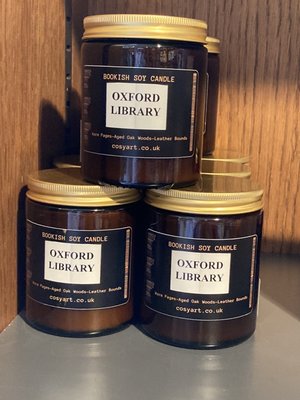 BOOKISH SOY CANDLE
OXFORD
LIBRARY
Rare Pages-Aged Oak Woods-Leather Bounds
cosyart.co.uk
BOOKISH SOY CANDLE
OXFORD
LIBRARY
Rare Pages-Aged Oak Woods-Leather Bounds
cosyart.co.uk
BOOKISH SOY CANDLE
OXFORD
LIBRARY
Rare Pages-Aged Oak Woods-Leather Bounds
cosyart.co.uk